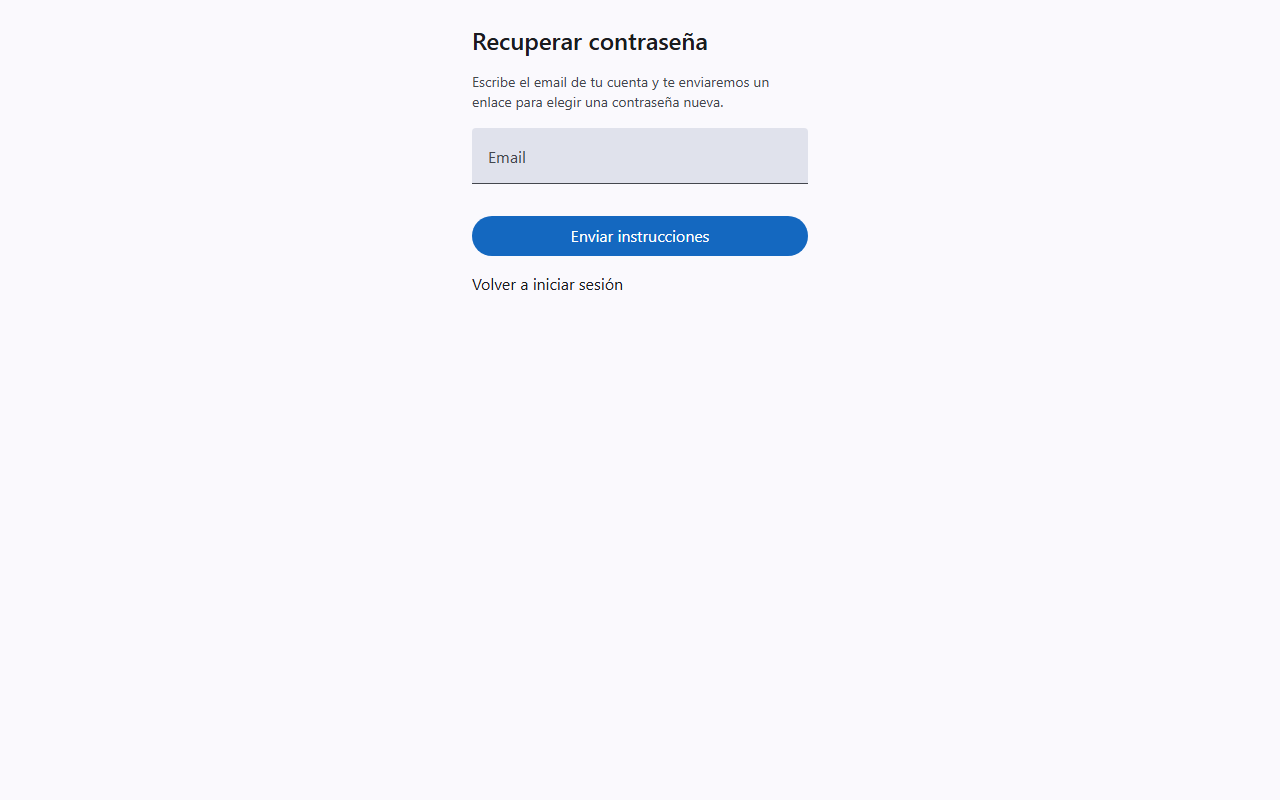 Recuperar contraseña
Escribe el email de tu cuenta y te enviaremos un
enlace para elegir una contraseña nueva.
Email
Enviar instrucciones
Volver a iniciar sesión